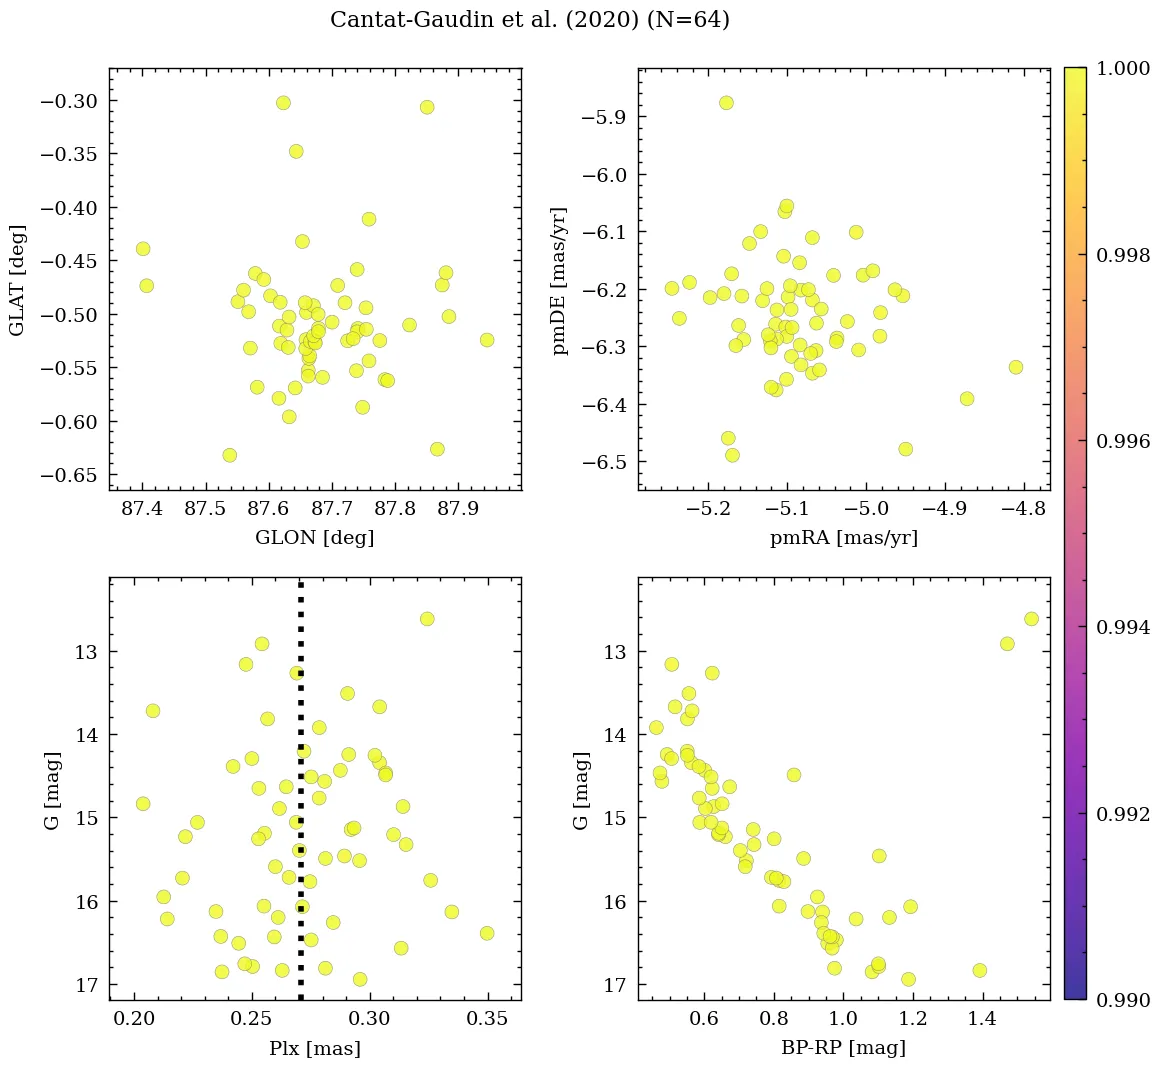 Cantat-Gaudin et al. (2020) (N=64)
−0.30
−0.35
−0.40
−0.45
−0.50
−0.55
−0.60
−0.65
GLAT [deg]
87.4 87.5 87.6 87.7 87.8 87.9
GLON [deg]
−5.9
−6.0
−6.1
−6.2
−6.3
−6.4
−6.5
pmDE [mas/yr]
−5.2 −5.1 −5.0 −4.9 −4.8
pmRA [mas/yr]
13
14
15
16
17
G [mag]
0.20 0.25 0.30 0.35
Plx [mas]
13
14
15
16
17
G [mag]
0.6 0.8 1.0 1.2 1.4
BP-RP [mag]
1.000
0.998
0.996
0.994
0.992
0.990